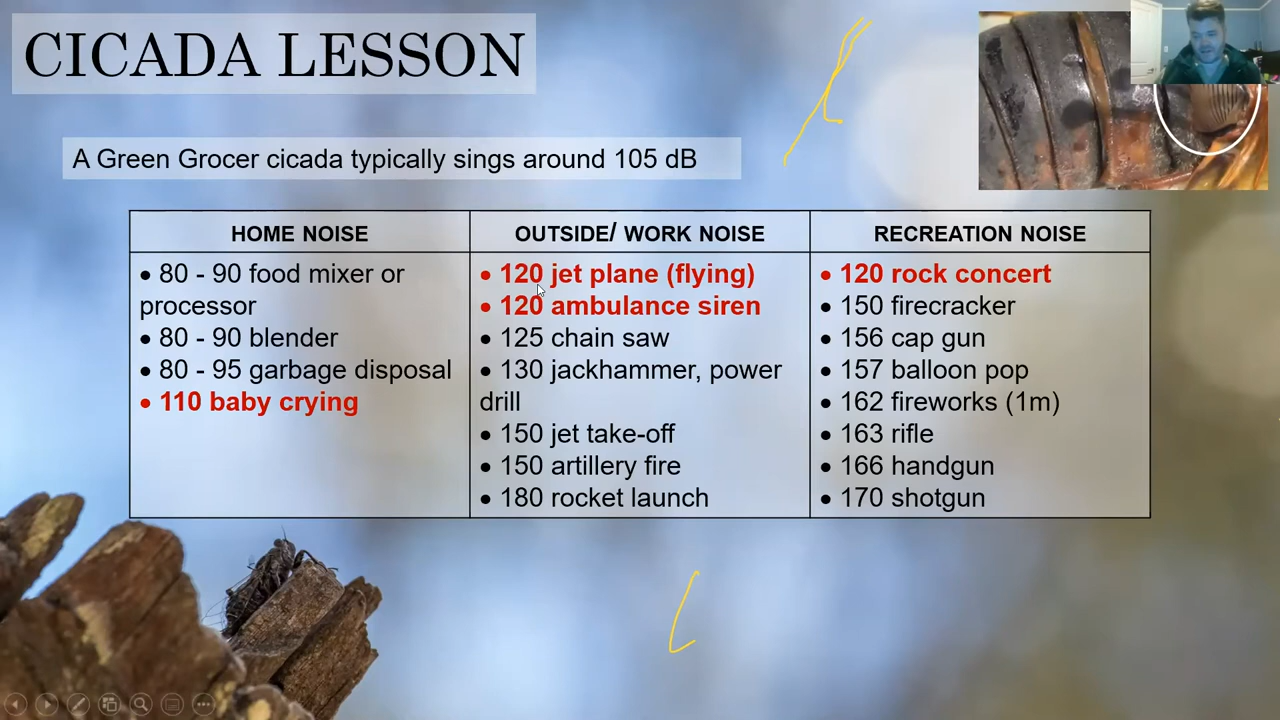 CICADA LESSON
A Green Grocer cicada typically sings around 105 dB
HOME NOISE
• 80 - 90 food mixer or
processor
• 80 - 90 blender
• 80 - 95 garbage disposal
• 110 baby crying
OUTSIDE/ WORK NOISE
• 120 jet plane (flying)
• 120 ambulance siren
• 125 chain saw
• 130 jackhammer, power
drill
• 150 jet take-off
• 150 artillery fire
• 180 rocket launch
RECREATION NOISE
• 120 rock concert
• 150 firecracker
• 156 cap gun
• 157 balloon pop
• 162 fireworks (1m)
• 163 rifle
• 166 handgun
• 170 shotgun